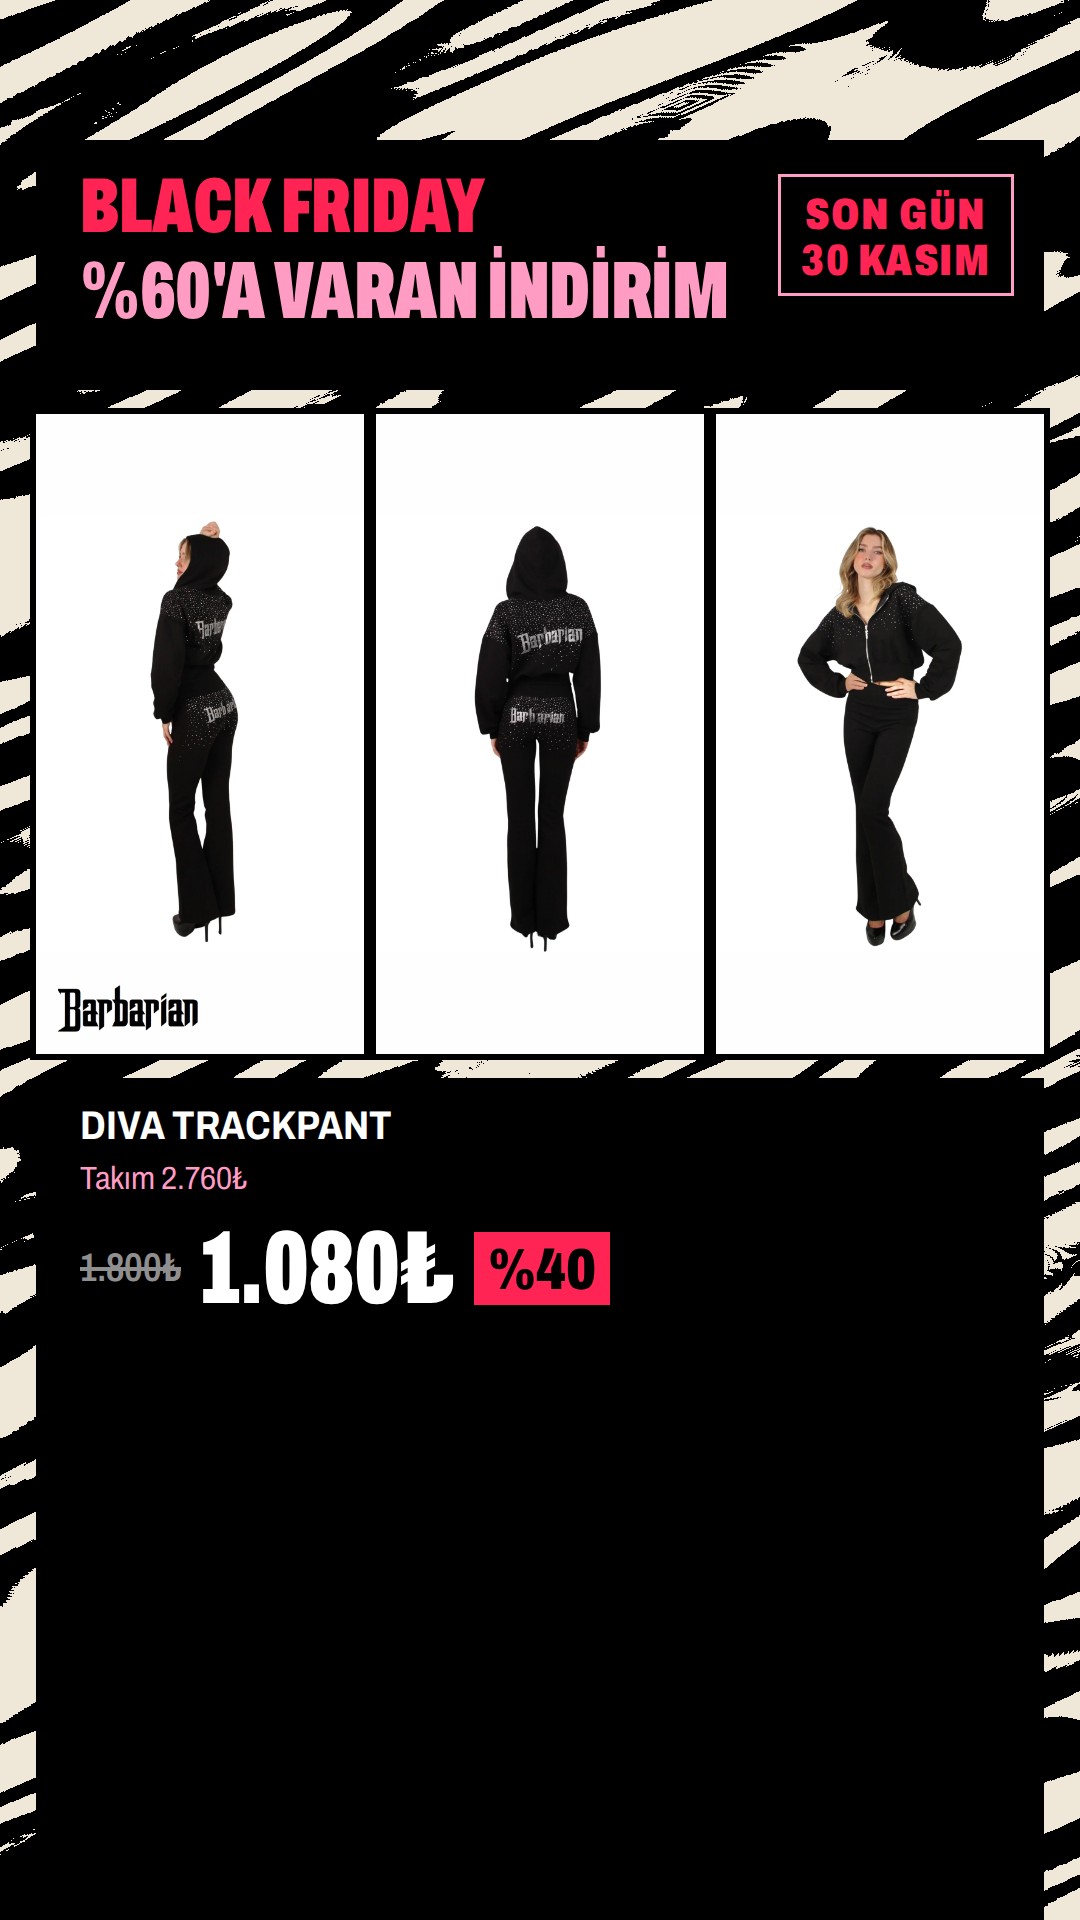 BLACK FRIDAY
%60'A VARAN İNDİRİM
SON GÜN
30 KASIM
Barbarian
Barbarian
Barbarian
Barbarian
DIVA TRACKPANT
Takım 2.760₺
1.800₺ 1.080₺ %40